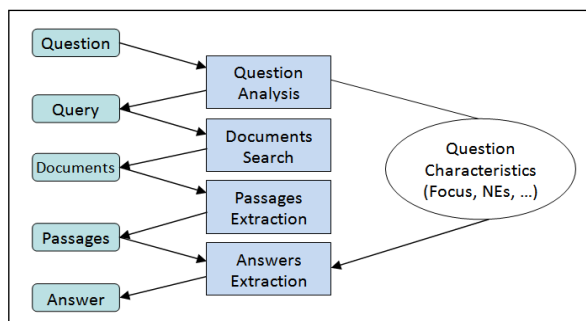 Question
Question
Analysis
Query
Documents
Search
Question
Characteristics
(Focus, NEs, ...)
Documents
Passages
Extraction
Passages
Answers
Extraction
Answer